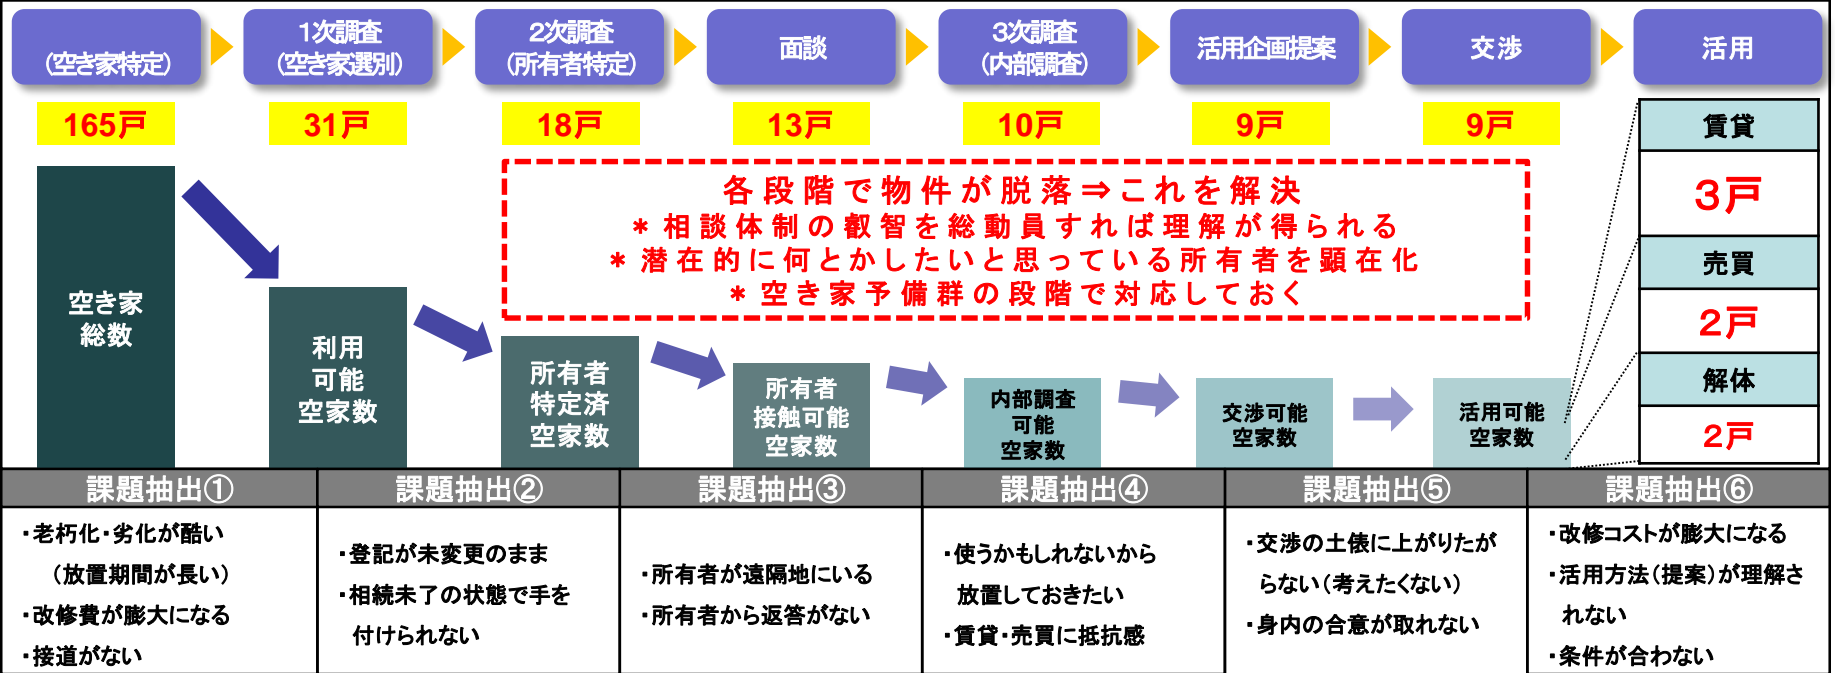 (空き家特定)
１次調査
(空き家選別)
２次調査
(所有者特定)
面談
３次調査
(内部調査)
活用企画提案
交渉
活用
165戸
31戸
18戸
13戸
10戸
9戸
9戸
空き家
総数
利用
可能
空家数
所有者
特定済
空家数
所有者
接触可能
空家数
内部調査
可能
空家数
交渉可能
空家数
活用可能
空家数
各段階で物件が脱落⇒これを解決
＊相談体制の叡智を総動員すれば理解が得られる
＊潜在的に何とかしたいと思っている所有者を顕在化
＊空き家予備群の段階で対応しておく
賃貸
３戸
売買
２戸
解体
２戸
課題抽出①
・老朽化・劣化が酷い
（放置期間が長い）
・改修費が膨大になる
・接道がない
課題抽出②
・登記が未変更のまま
・相続未了の状態で手を
付けられない
課題抽出③
・所有者が遠隔地にいる
・所有者から返答がない
課題抽出④
・使うかもしれないから
放置しておきたい
・賃貸・売買に抵抗感
課題抽出⑤
・交渉の土俵に上がりたが
らない（考えたくない）
・身内の合意が取れない
課題抽出⑥
・改修コストが膨大になる
・活用方法（提案）が理解さ
れない
・条件が合わない